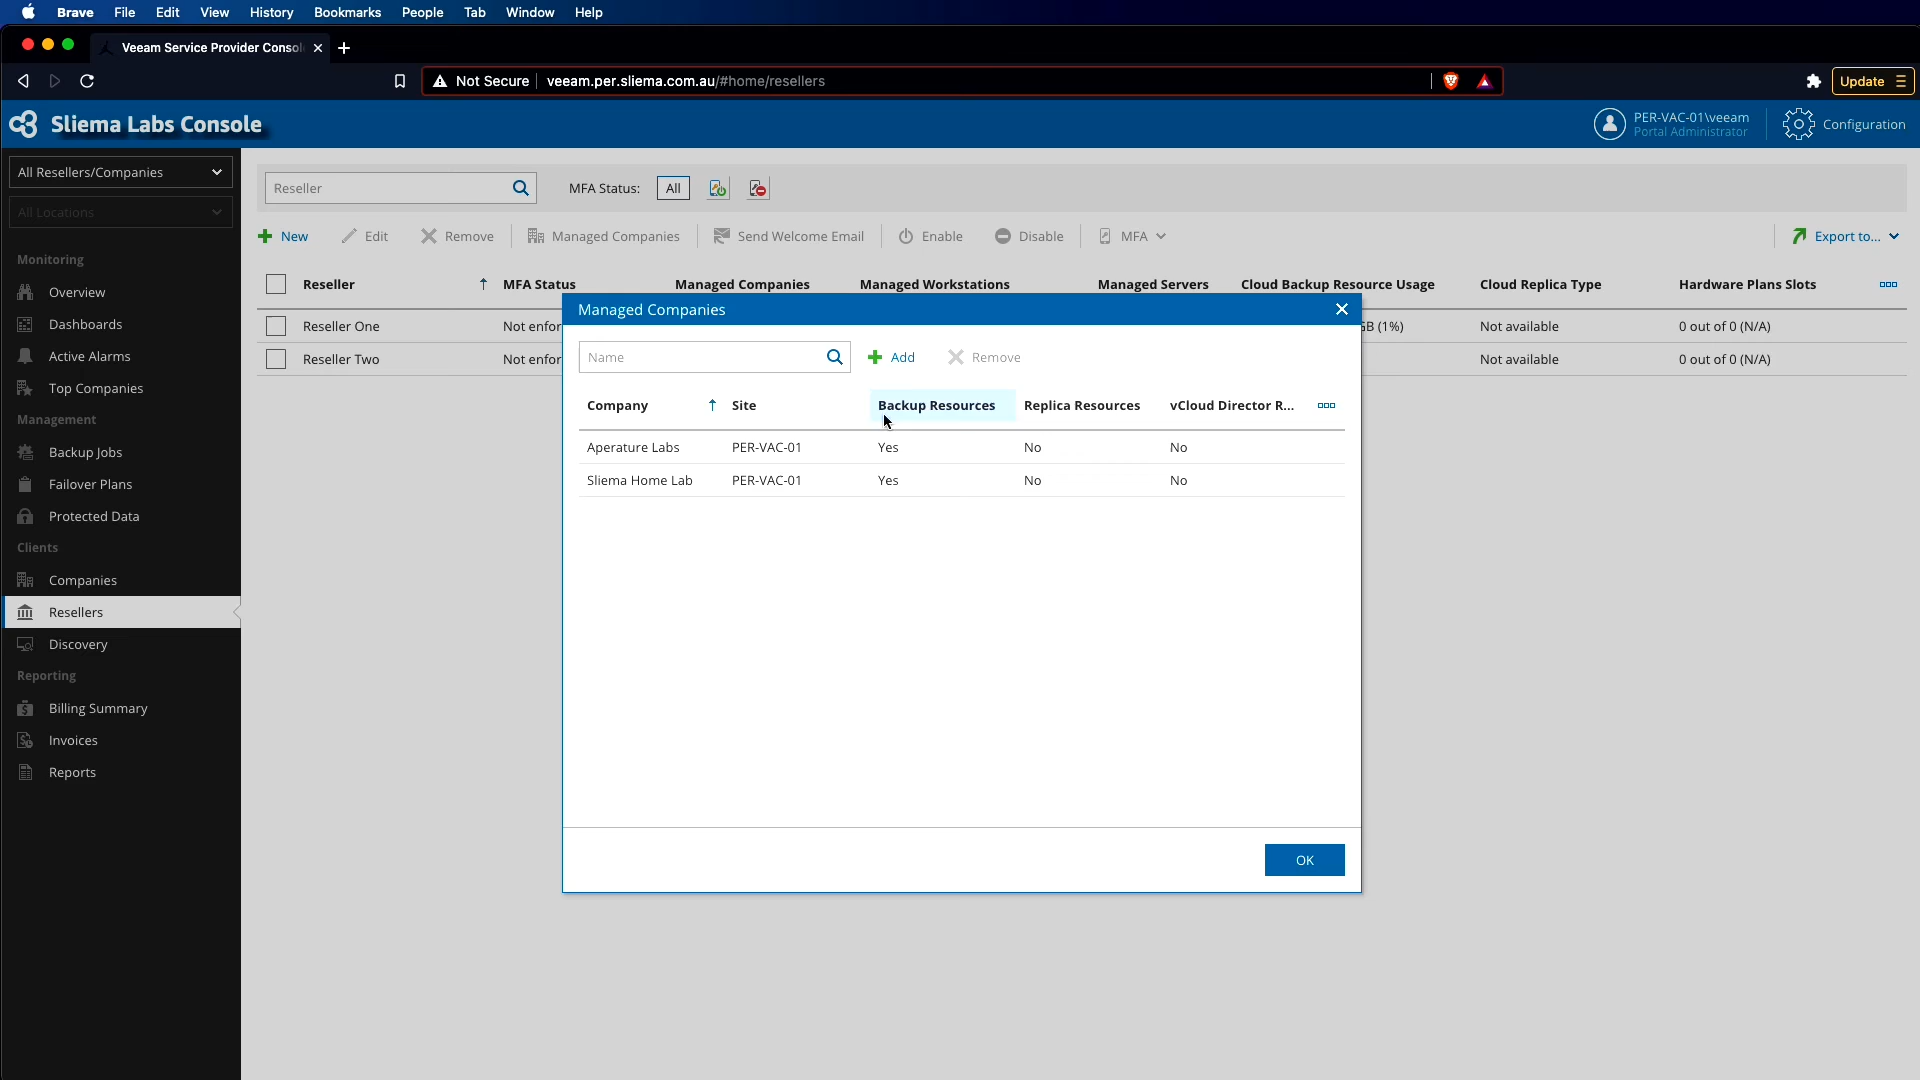 Brave File Edit View History Bookmarks People Tab Window Help
Veeam Service Provider Consol
Not Secure veeam.per.sliema.com.au/#home/resellers
Update
Sliema Labs Console
PER-VAC-01\veeam
Portal Administrator
Configuration
All Resellers/Companies
All Locations
Monitoring
Overview
Dashboards
Active Alarms
Top Companies
Management
Backup Jobs
Failover Plans
Protected Data
Clients
Companies
Resellers
Discovery
Reporting
Billing Summary
Invoices
Reports
Reseller MFA Status: All
New Edit Remove Managed Companies Send Welcome Email Enable Disable MFA Export to...
Reseller MFA Status Managed Companies Managed Workstations Managed Servers Cloud Backup Resource Usage Cloud Replica Type Hardware Plans Slots
Reseller One Not enfor GB (1%) Not available 0 out of 0 (N/A)
Reseller Two Not enfor Not available 0 out of 0 (N/A)
Managed Companies
Name Add Remove
Company Site Backup Resources Replica Resources vCloud Director R...
Aperature Labs PER-VAC-01 Yes No No
Sliema Home Lab PER-VAC-01 Yes No No
OK